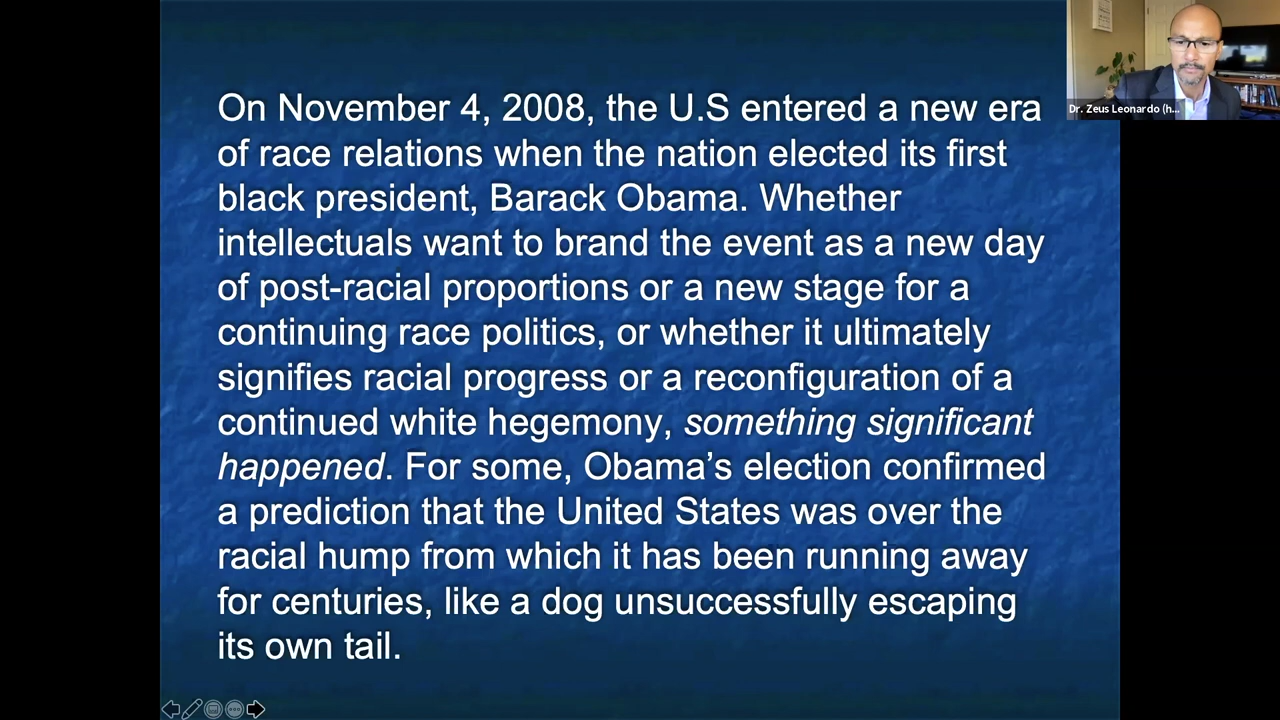 On November 4, 2008, the U.S entered a new era
of race relations when the nation elected its first
black president, Barack Obama. Whether
intellectuals want to brand the event as a new day
of post-racial proportions or a new stage for a
continuing race politics, or whether it ultimately
signifies racial progress or a reconfiguration of a
continued white hegemony, something significant
happened. For some, Obama’s election confirmed
a prediction that the United States was over the
racial hump from which it has been running away
for centuries, like a dog unsuccessfully escaping
its own tail.
Dr. Zeus Leonardo (h...